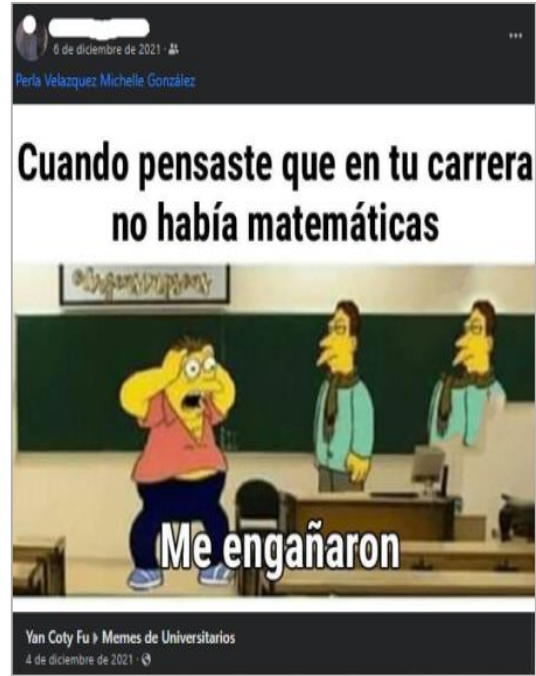 6 de diciembre de 2021
Perla Velazquez Michelle González
Cuando pensaste que en tu carrera
no había matemáticas
Me engañaron
Yan Coty Fu ▸ Memes de Universitarios
4 de diciembre de 2021